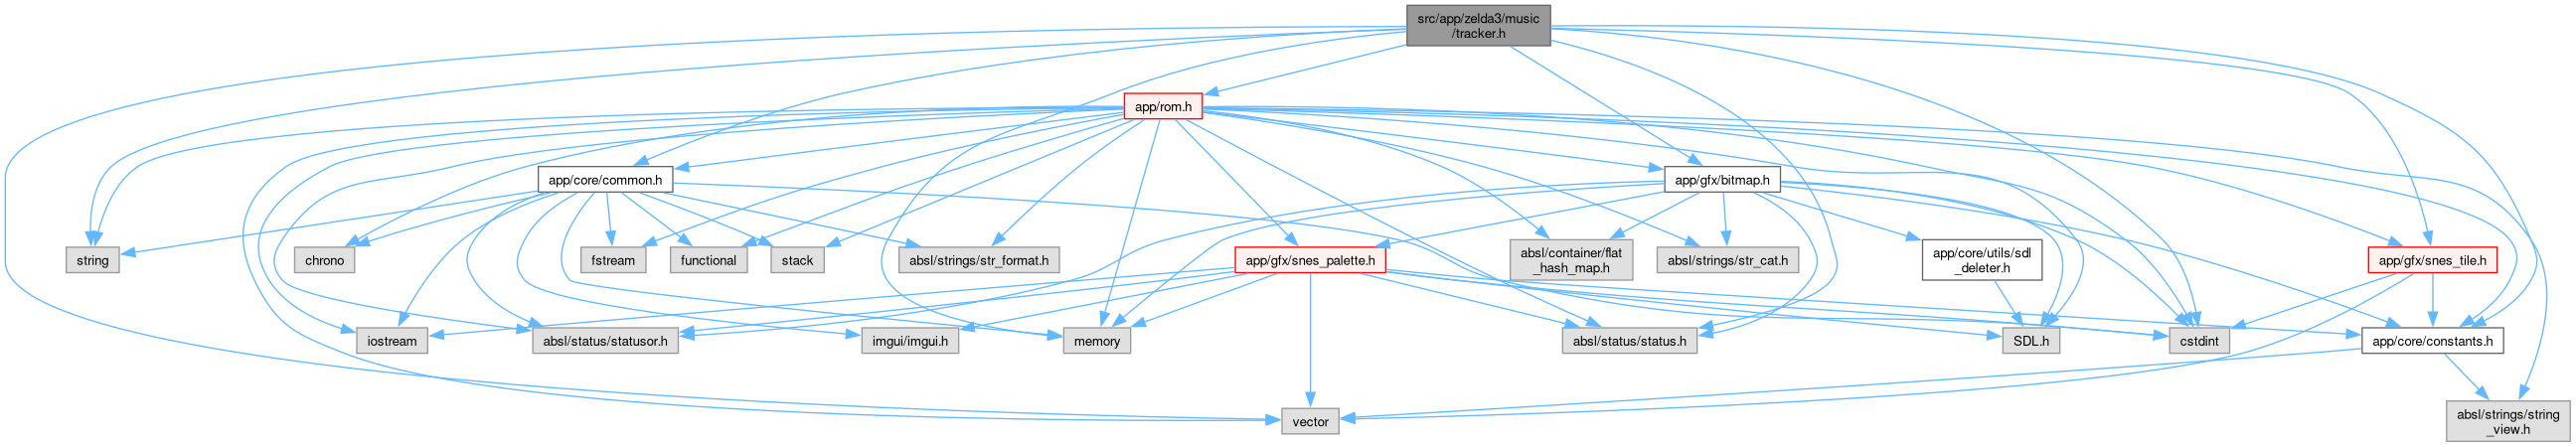 src/app/zelda3/music
/tracker.h
app/rom.h
app/core/common.h
app/gfx/bitmap.h
string
chrono
fstream
functional
stack
absl/strings/str_format.h
app/gfx/snes_palette.h
absl/container/flat
_hash_map.h
absl/strings/str_cat.h
app/core/utils/sdl
_deleter.h
app/gfx/snes_tile.h
iostream
absl/status/statusor.h
imgui/imgui.h
memory
absl/status/status.h
SDL.h
cstdint
app/core/constants.h
vector
absl/strings/string
_view.h